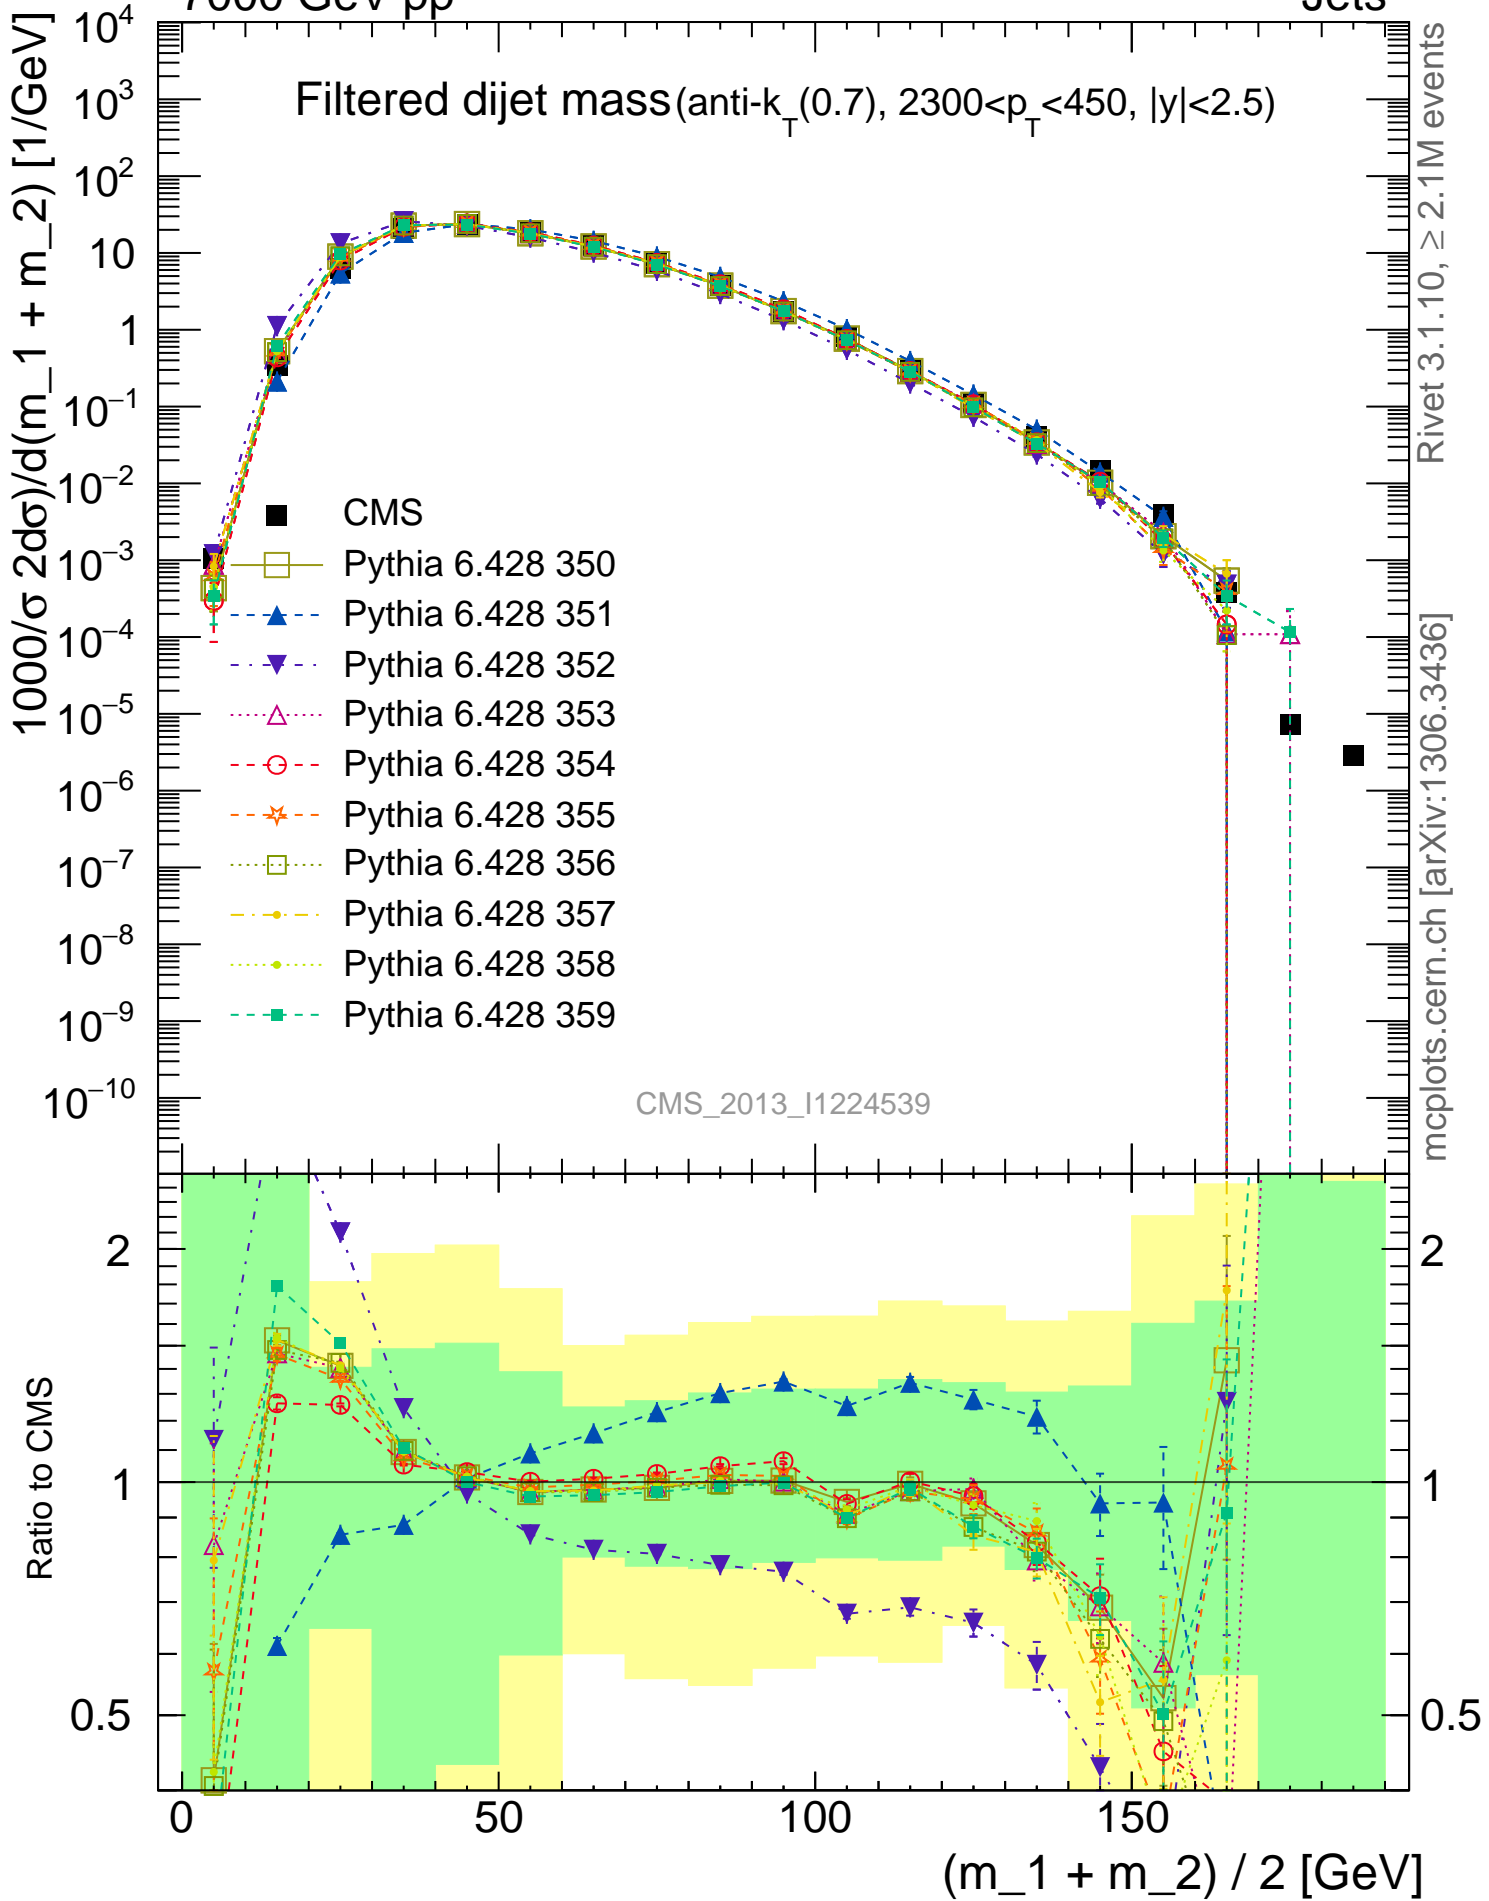 7000 GeV pp
Jets
Filtered dijet mass (anti-k_T(0.7), 2300<p_T<450, |y|<2.5)
1000/σ 2dσ)/d(m_1 + m_2) [1/GeV]
10^4
10^3
10^2
10
1
10^−1
10^−2
10^−3
10^−4
10^−5
10^−6
10^−7
10^−8
10^−9
10^−10
CMS
Pythia 6.428 350
Pythia 6.428 351
Pythia 6.428 352
Pythia 6.428 353
Pythia 6.428 354
Pythia 6.428 355
Pythia 6.428 356
Pythia 6.428 357
Pythia 6.428 358
Pythia 6.428 359
CMS_2013_I1224539
Rivet 3.1.10, ≥ 2.1M events
mcplots.cern.ch [arXiv:1306.3436]
Ratio to CMS
2
1
0.5
2
1
0.5
0
50
100
150
(m_1 + m_2) / 2 [GeV]